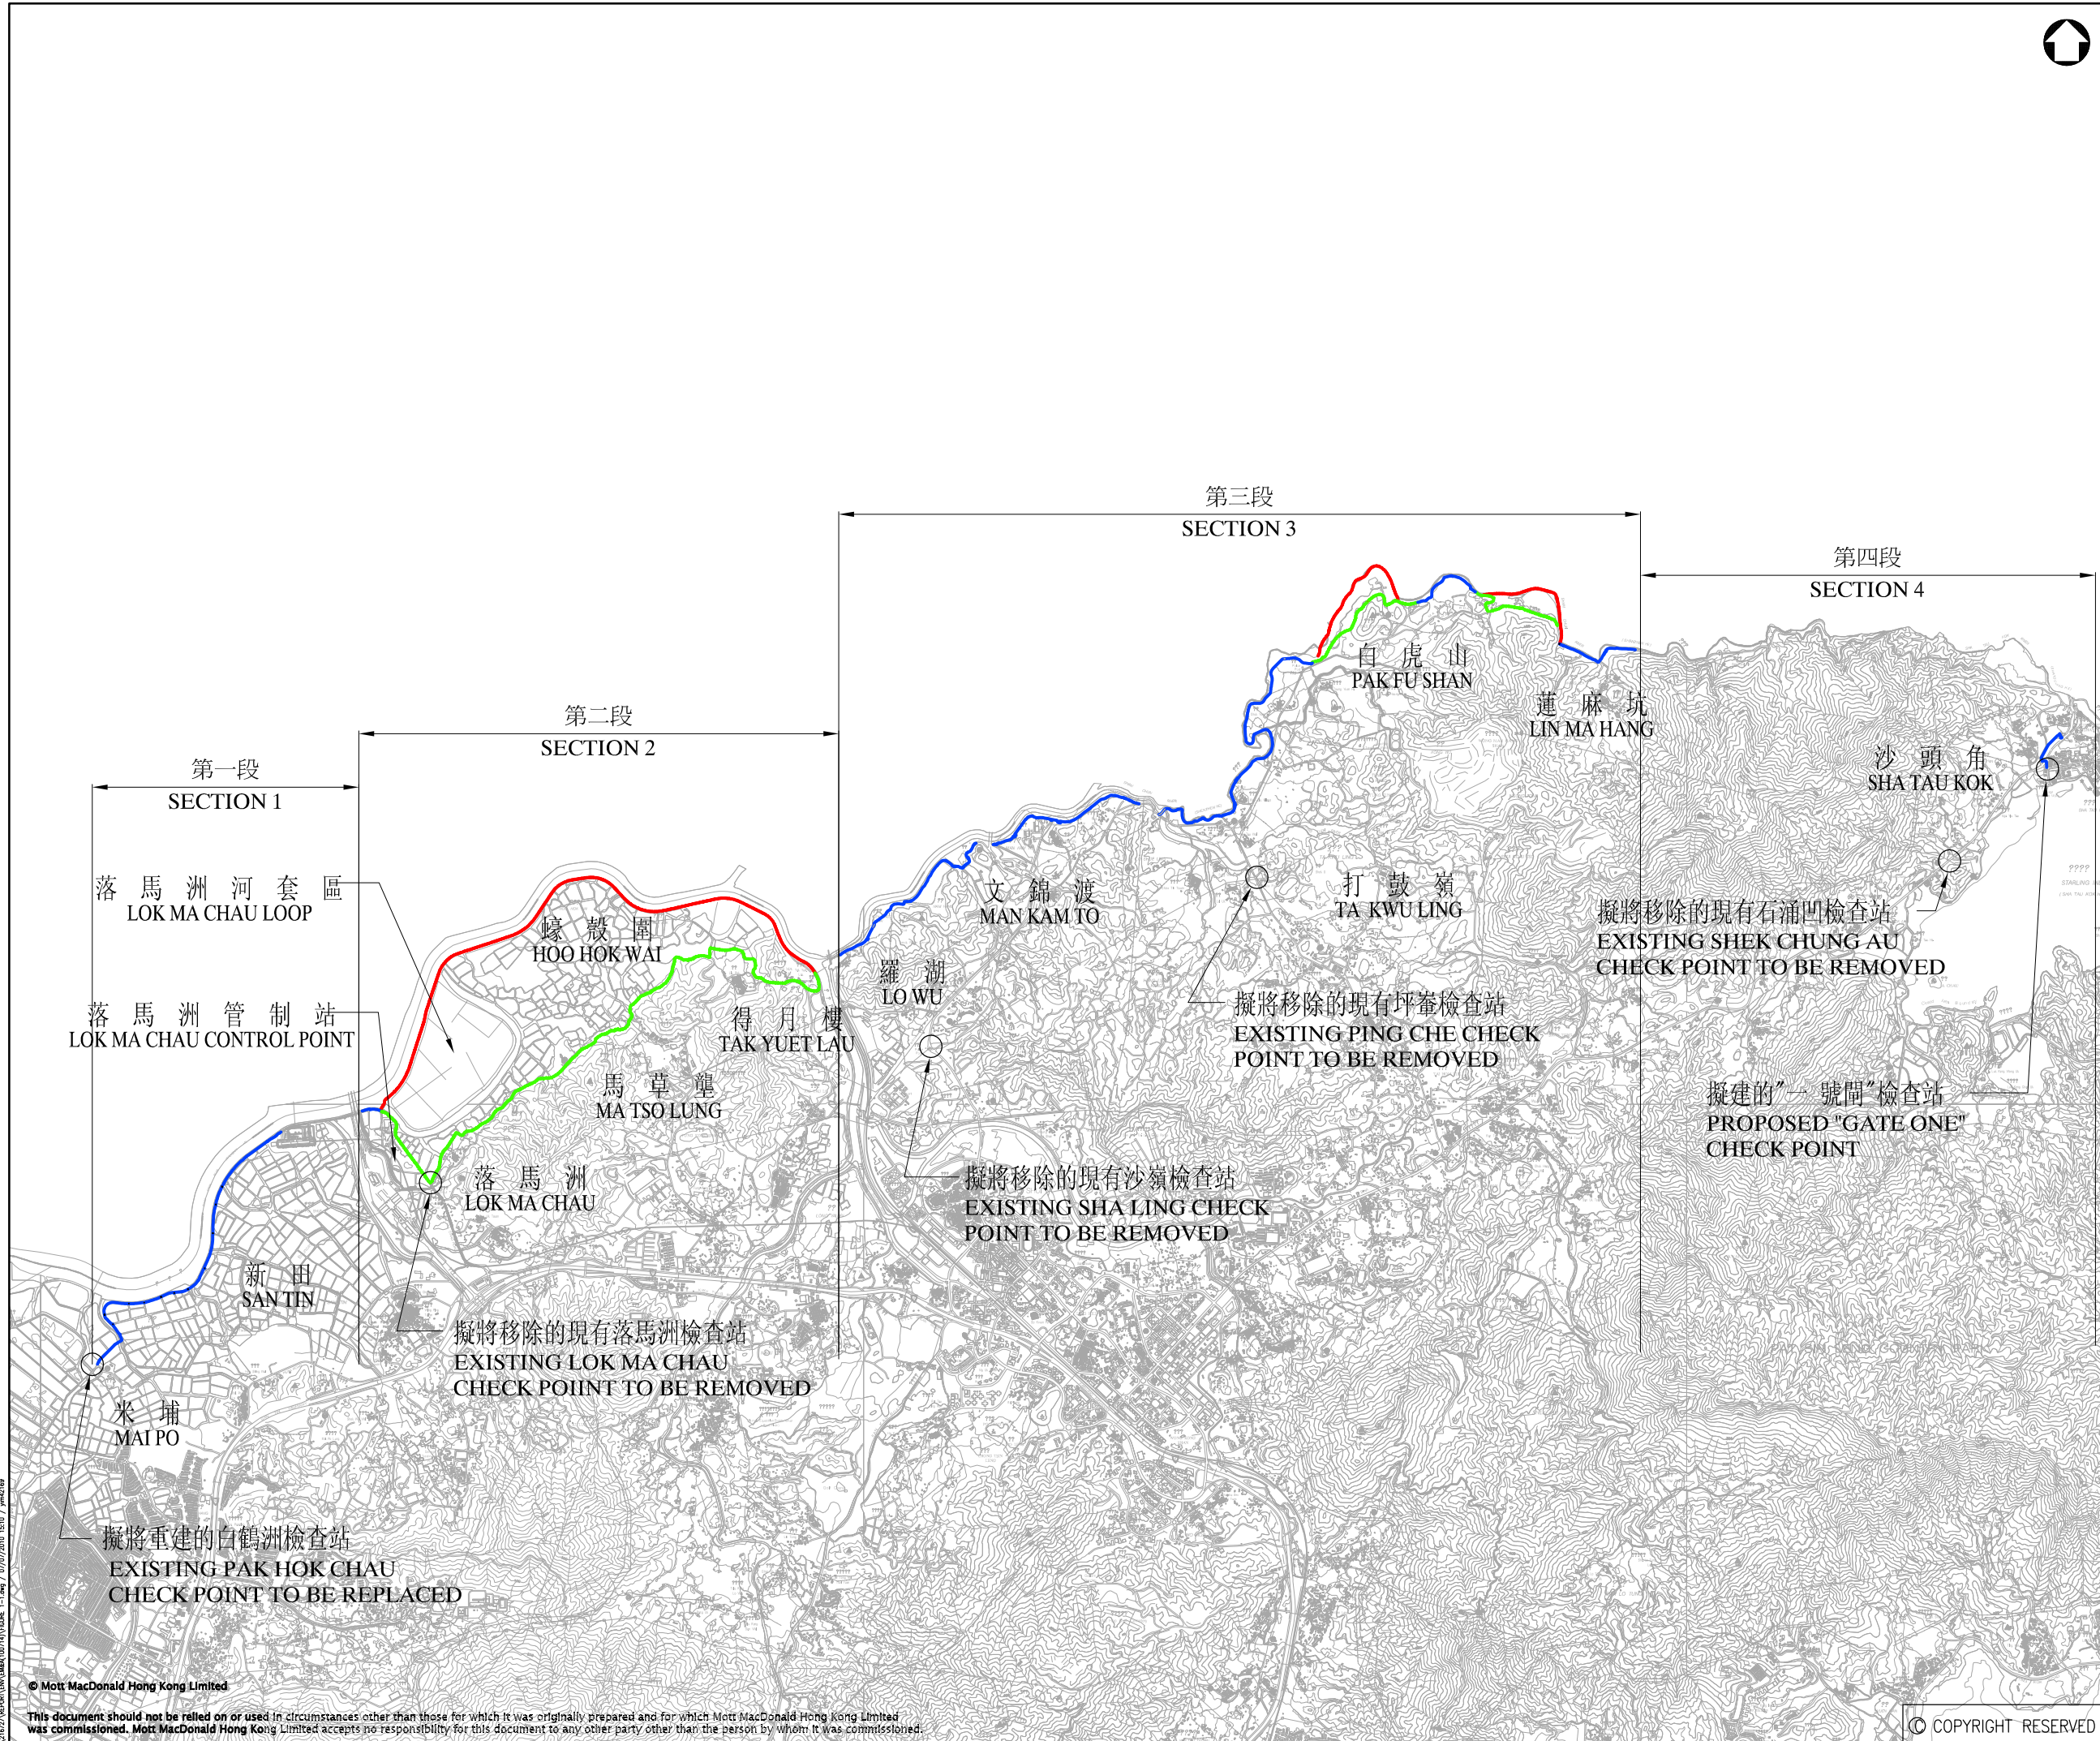 第三段
SECTION 3
第四段
SECTION 4
第二段
SECTION 2
第一段
SECTION 1
白虎山
PAK FU SHAN
蓮麻坑
LIN MA HANG
沙頭角
SHA TAU KOK
落馬洲河套區
LOK MA CHAU LOOP
蠔殼圍
HOO HOK WAI
文錦渡
MAN KAM TO
打鼓嶺
TA KWU LING
擬將移除的現有石涌凹檢查站
EXISTING SHEK CHUNG AU
CHECK POINT TO BE REMOVED
落馬洲管制站
LOK MA CHAU CONTROL POINT
得月樓
TAK YUET LAU
羅湖
LO WU
擬將移除的現有坪輋檢查站
EXISTING PING CHE CHECK
POINT TO BE REMOVED
馬草壟
MA TSO LUNG
擬建的"一號閘"檢查站
PROPOSED "GATE ONE"
CHECK POINT
落馬洲
LOK MA CHAU
擬將移除的現有沙嶺檢查站
EXISTING SHA LING CHECK
POINT TO BE REMOVED
新田
SAN TIN
擬將移除的現有落馬洲檢查站
EXISTING LOK MA CHAU
CHECK POIINT TO BE REMOVED
米埔
MAI PO
擬將重建的白鶴洲檢查站
EXISTING PAK HOK CHAU
CHECK POINT TO BE REPLACED
© Mott MacDonald Hong Kong Limited
This document should not be relied on or used in circumstances other than those for which it was originally prepared and for which Mott MacDonald Hong Kong Limited
was commissioned. Mott MacDonald Hong Kong Limited accepts no responsibility for this document to any other party other than the person by whom it was commissioned.
© COPYRIGHT RESERVED